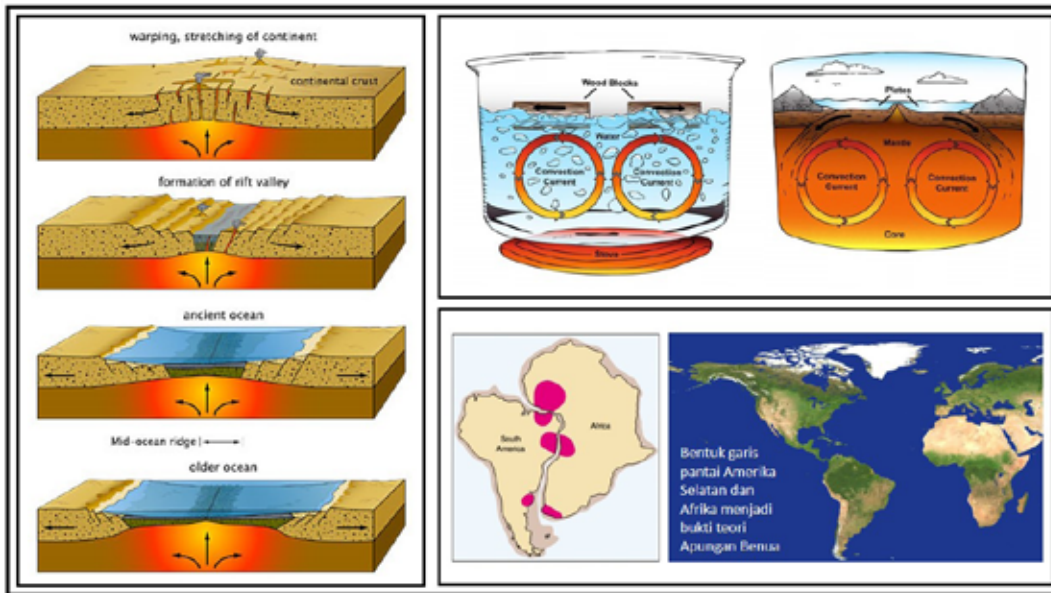 warping, stretching of continent
continental crust
formation of rift valley
ancient ocean
Mid-ocean ridge
older ocean
Wood Blocks
Water
Convection
Current
Convection
Current
Stove
Plates
Mantle
Convection
Current
Convection
Current
Core
South
America
Africa
Bentuk garis
pantai Amerika
Selatan dan
Afrika menjadi
bukti teori
Apungan Benua